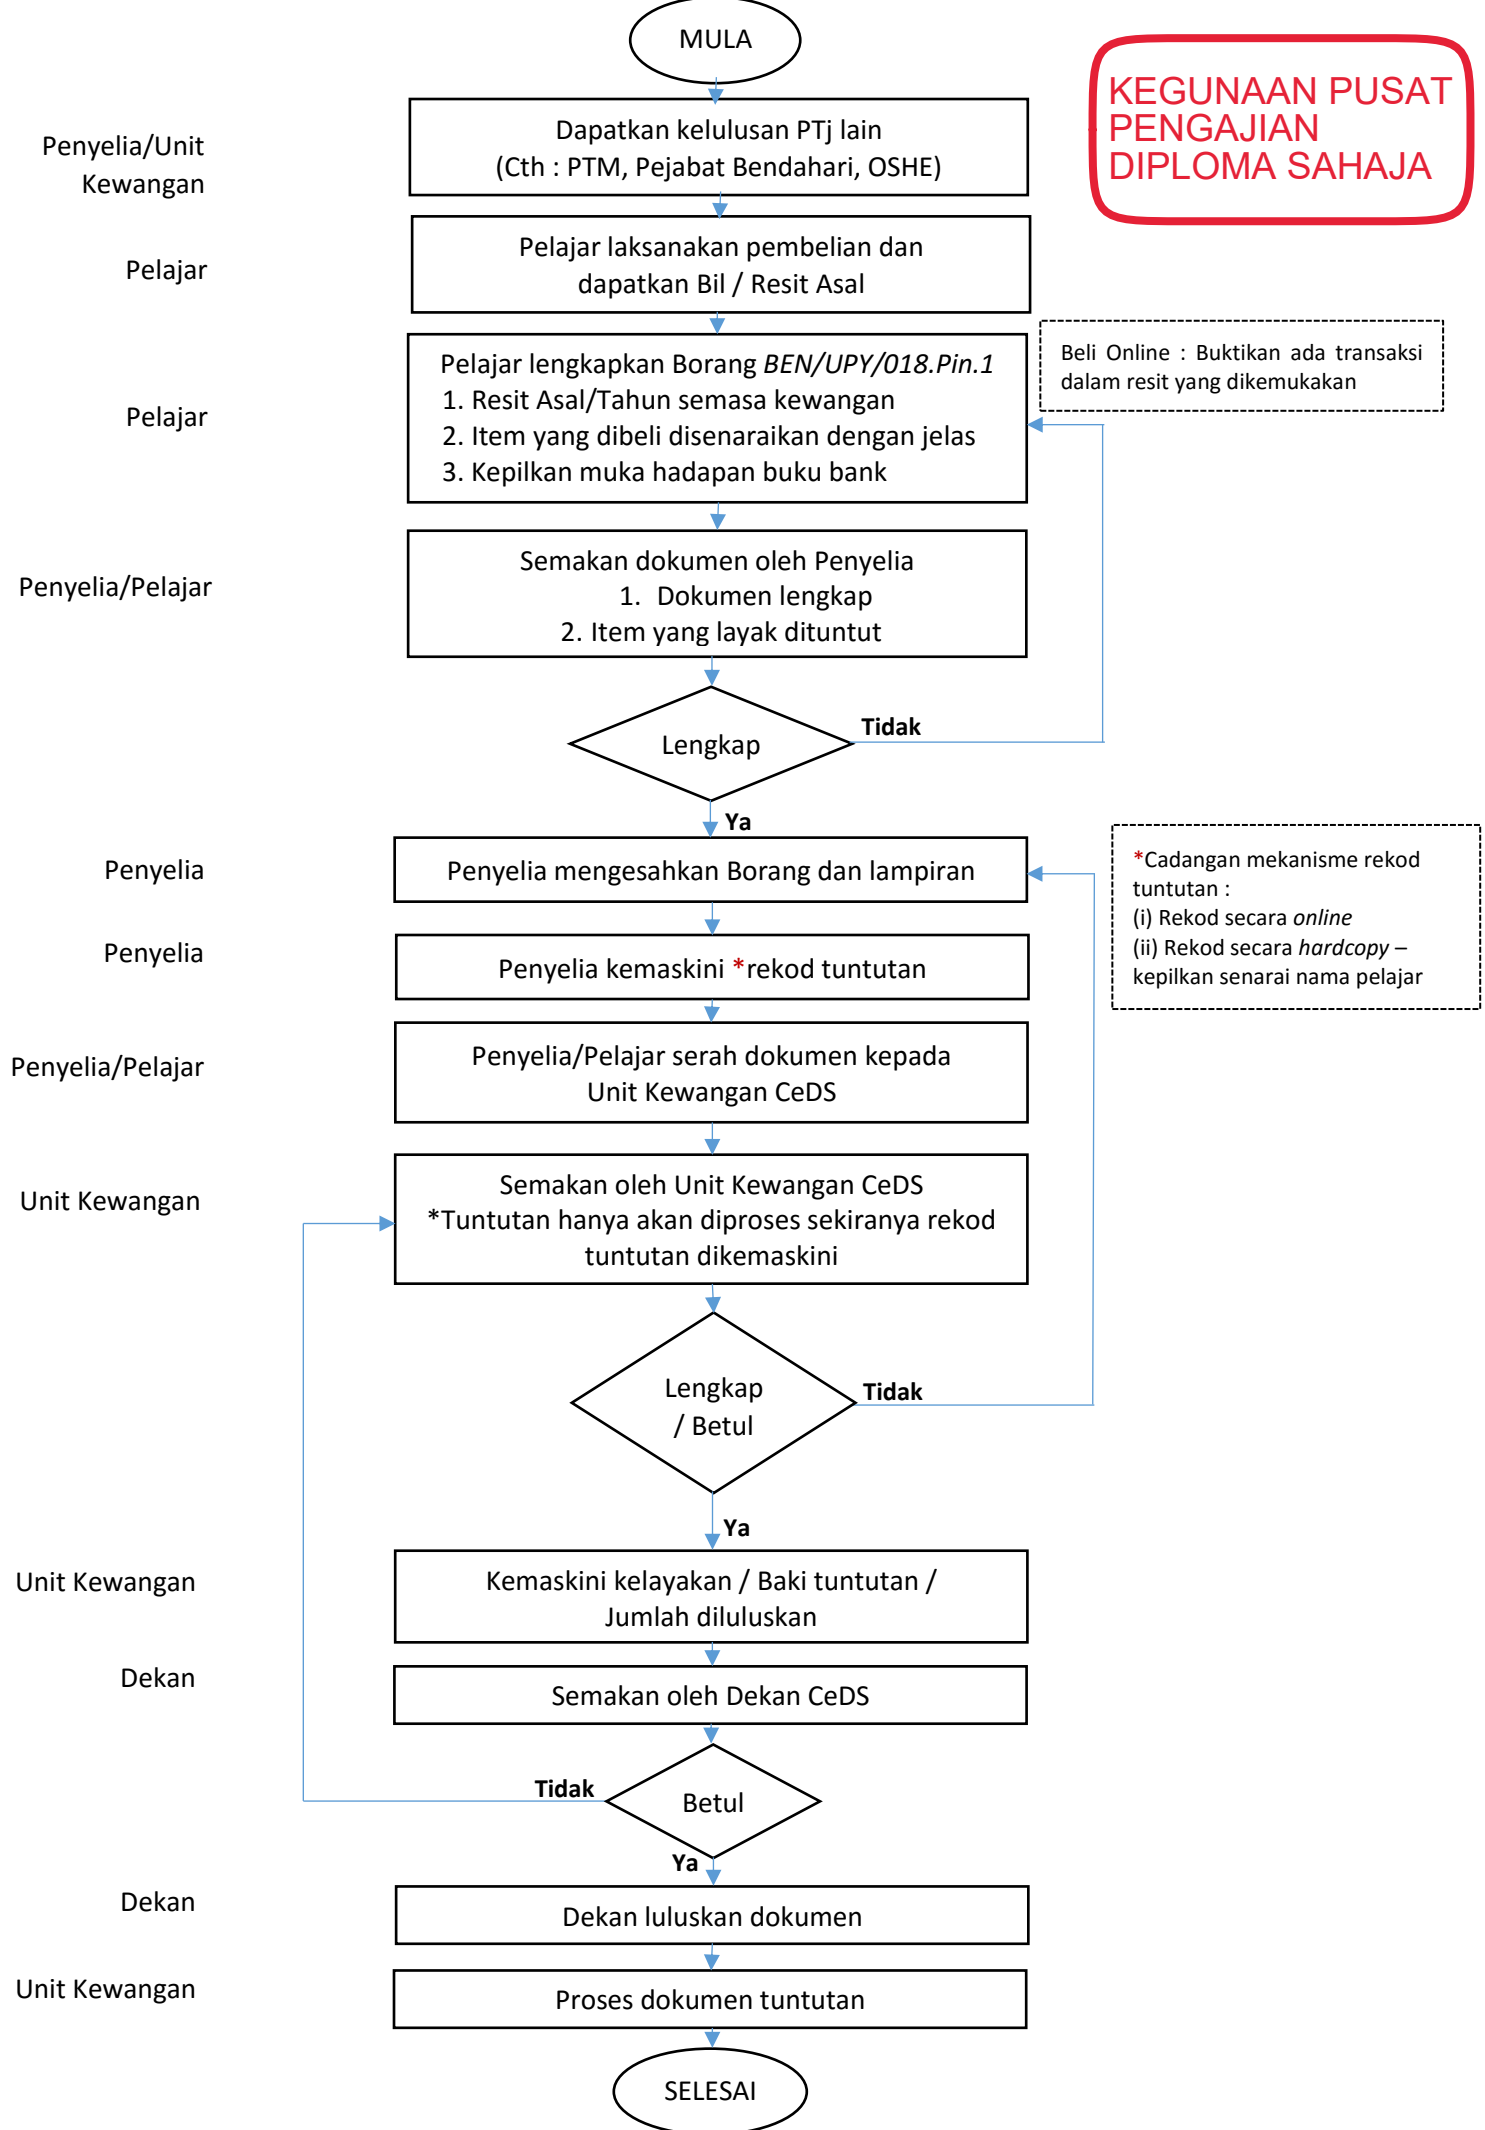 MULA
KEGUNAAN PUSAT
PENGAJIAN
DIPLOMA SAHAJA
Penyelia/Unit
Kewangan
Dapatkan kelulusan PTj lain
(Cth : PTM, Pejabat Bendahari, OSHE)
Pelajar
Pelajar laksanakan pembelian dan
dapatkan Bil / Resit Asal
Beli Online : Buktikan ada transaksi
dalam resit yang dikemukakan
Pelajar
Pelajar lengkapkan Borang BEN/UPY/018.Pin.1
1. Resit Asal/Tahun semasa kewangan
2. Item yang dibeli disenaraikan dengan jelas
3. Kepilkan muka hadapan buku bank
Penyelia/Pelajar
Semakan dokumen oleh Penyelia
1. Dokumen lengkap
2. Item yang layak dituntut
Lengkap
Tidak
Ya
Penyelia
Penyelia mengesahkan Borang dan lampiran
*Cadangan mekanisme rekod
tuntutan :
(i) Rekod secara online
(ii) Rekod secara hardcopy –
kepilkan senarai nama pelajar
Penyelia
Penyelia kemaskini *rekod tuntutan
Penyelia/Pelajar
Penyelia/Pelajar serah dokumen kepada
Unit Kewangan CeDS
Unit Kewangan
Semakan oleh Unit Kewangan CeDS
*Tuntutan hanya akan diproses sekiranya rekod
tuntutan dikemaskini
Lengkap
/ Betul
Tidak
Ya
Unit Kewangan
Kemaskini kelayakan / Baki tuntutan /
Jumlah diluluskan
Dekan
Semakan oleh Dekan CeDS
Tidak
Betul
Ya
Dekan
Dekan luluskan dokumen
Unit Kewangan
Proses dokumen tuntutan
SELESAI